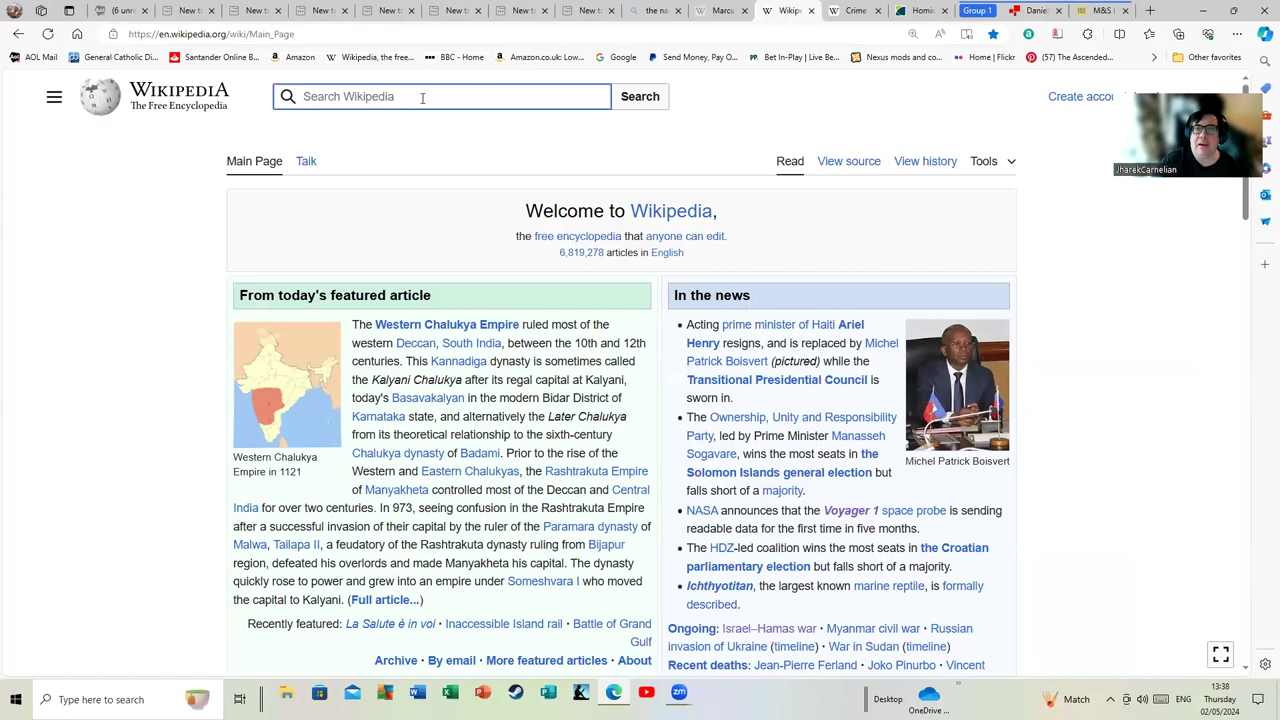 (6 unre
New ta
New t
New t
New t
New t
New t
the na
Marcu
Wikip
Crime
Homic
Group 1
Danie
M&S
https://en.wikipedia.org/wiki/Main_Page
AOL Mail
General Catholic Di...
Santander Online B...
Amazon
Wikipedia, the free...
BBC - Home
Amazon.co.uk: Low...
Google
Send Money, Pay O...
Bet In-Play | Live Be...
Nexus mods and co...
Home | Flickr
(57) The Ascended...
Other favorites
WIKIPEDIA
The Free Encyclopedia
Search Wikipedia
Search
Create accou
JharekCarnelian
Main Page Talk
Read View source View history Tools
Welcome to Wikipedia,
the free encyclopedia that anyone can edit.
6,819,278 articles in English
From today's featured article
The Western Chalukya Empire ruled most of the
western Deccan, South India, between the 10th and 12th
centuries. This Kannadiga dynasty is sometimes called
the Kalyani Chalukya after its regal capital at Kalyani,
today's Basavakalyan in the modern Bidar District of
Karnataka state, and alternatively the Later Chalukya
from its theoretical relationship to the sixth-century
Chalukya dynasty of Badami. Prior to the rise of the
Western and Eastern Chalukyas, the Rashtrakuta Empire
of Manyakheta controlled most of the Deccan and Central
India for over two centuries. In 973, seeing confusion in the Rashtrakuta Empire
after a successful invasion of their capital by the ruler of the Paramara dynasty of
Malwa, Tailapa II, a feudatory of the Rashtrakuta dynasty ruling from Bijapur
region, defeated his overlords and made Manyakheta his capital. The dynasty
quickly rose to power and grew into an empire under Someshvara I who moved
the capital to Kalyani. (Full article...)
Western Chalukya
Empire in 1121
Recently featured: La Salute è in voi · Inaccessible Island rail · Battle of Grand
Gulf
Archive · By email · More featured articles · About
In the news
• Acting prime minister of Haiti Ariel
Henry resigns, and is replaced by Michel
Patrick Boisvert (pictured) while the
Transitional Presidential Council is
sworn in.
• The Ownership, Unity and Responsibility
Party, led by Prime Minister Manasseh
Sogavare, wins the most seats in the
Solomon Islands general election but
falls short of a majority.
Michel Patrick Boisvert
• NASA announces that the Voyager 1 space probe is sending
readable data for the first time in five months.
• The HDZ-led coalition wins the most seats in the Croatian
parliamentary election but falls short of a majority.
• Ichthyotitan, the largest known marine reptile, is formally
described.
Ongoing: Israel–Hamas war · Myanmar civil war · Russian
invasion of Ukraine (timeline) · War in Sudan (timeline)
Recent deaths: Jean-Pierre Ferland · Joko Pinurbo · Vincent
Type here to search
Desktop
OneDrive ...
Match
ENG
13:38
Thursday
02/05/2024